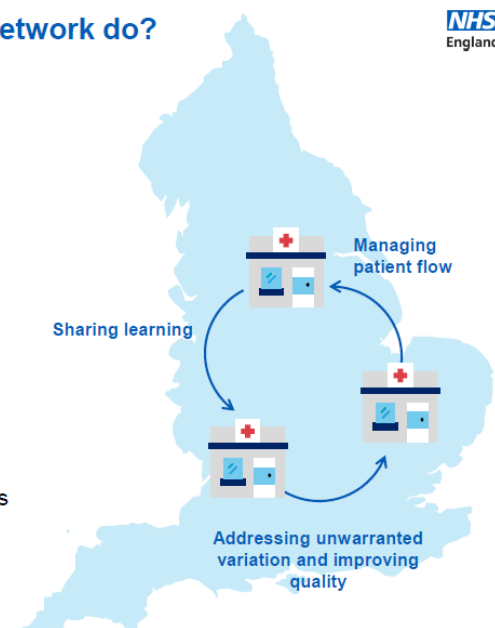 etwork do?
NHS
England
Managing
patient flow
Sharing learning
s
Addressing unwarranted
variation and improving
quality